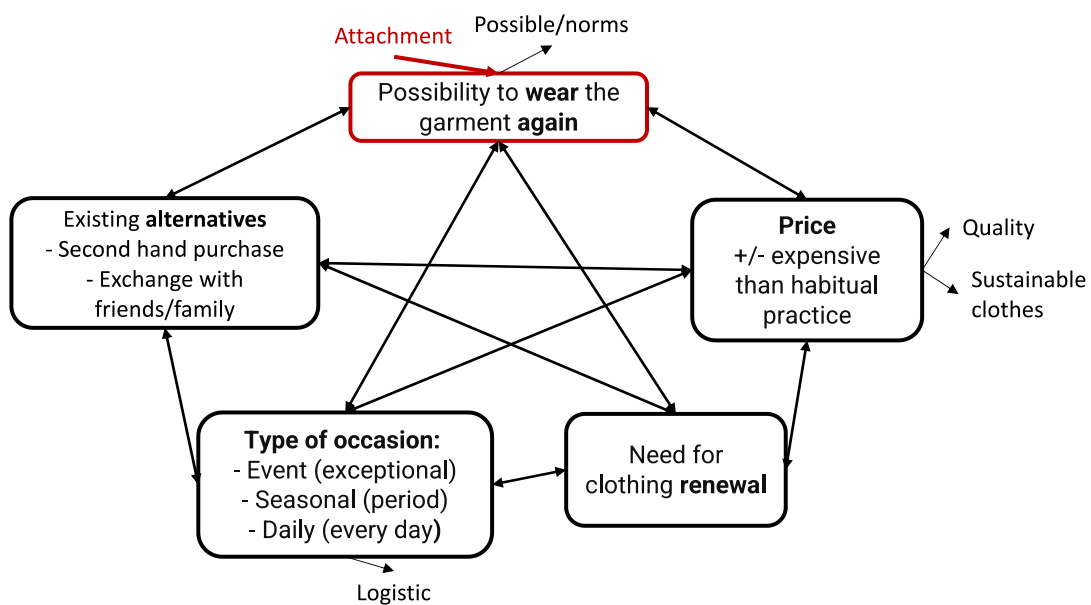 Possible/norms
Attachment
Possibility to wear the
garment again
Existing alternatives
- Second hand purchase
- Exchange with
friends/family
Price
+/- expensive
than habitual
practice
Quality
Sustainable
clothes
Type of occasion:
- Event (exceptional)
- Seasonal (period)
- Daily (every day)
Need for
clothing renewal
Logistic